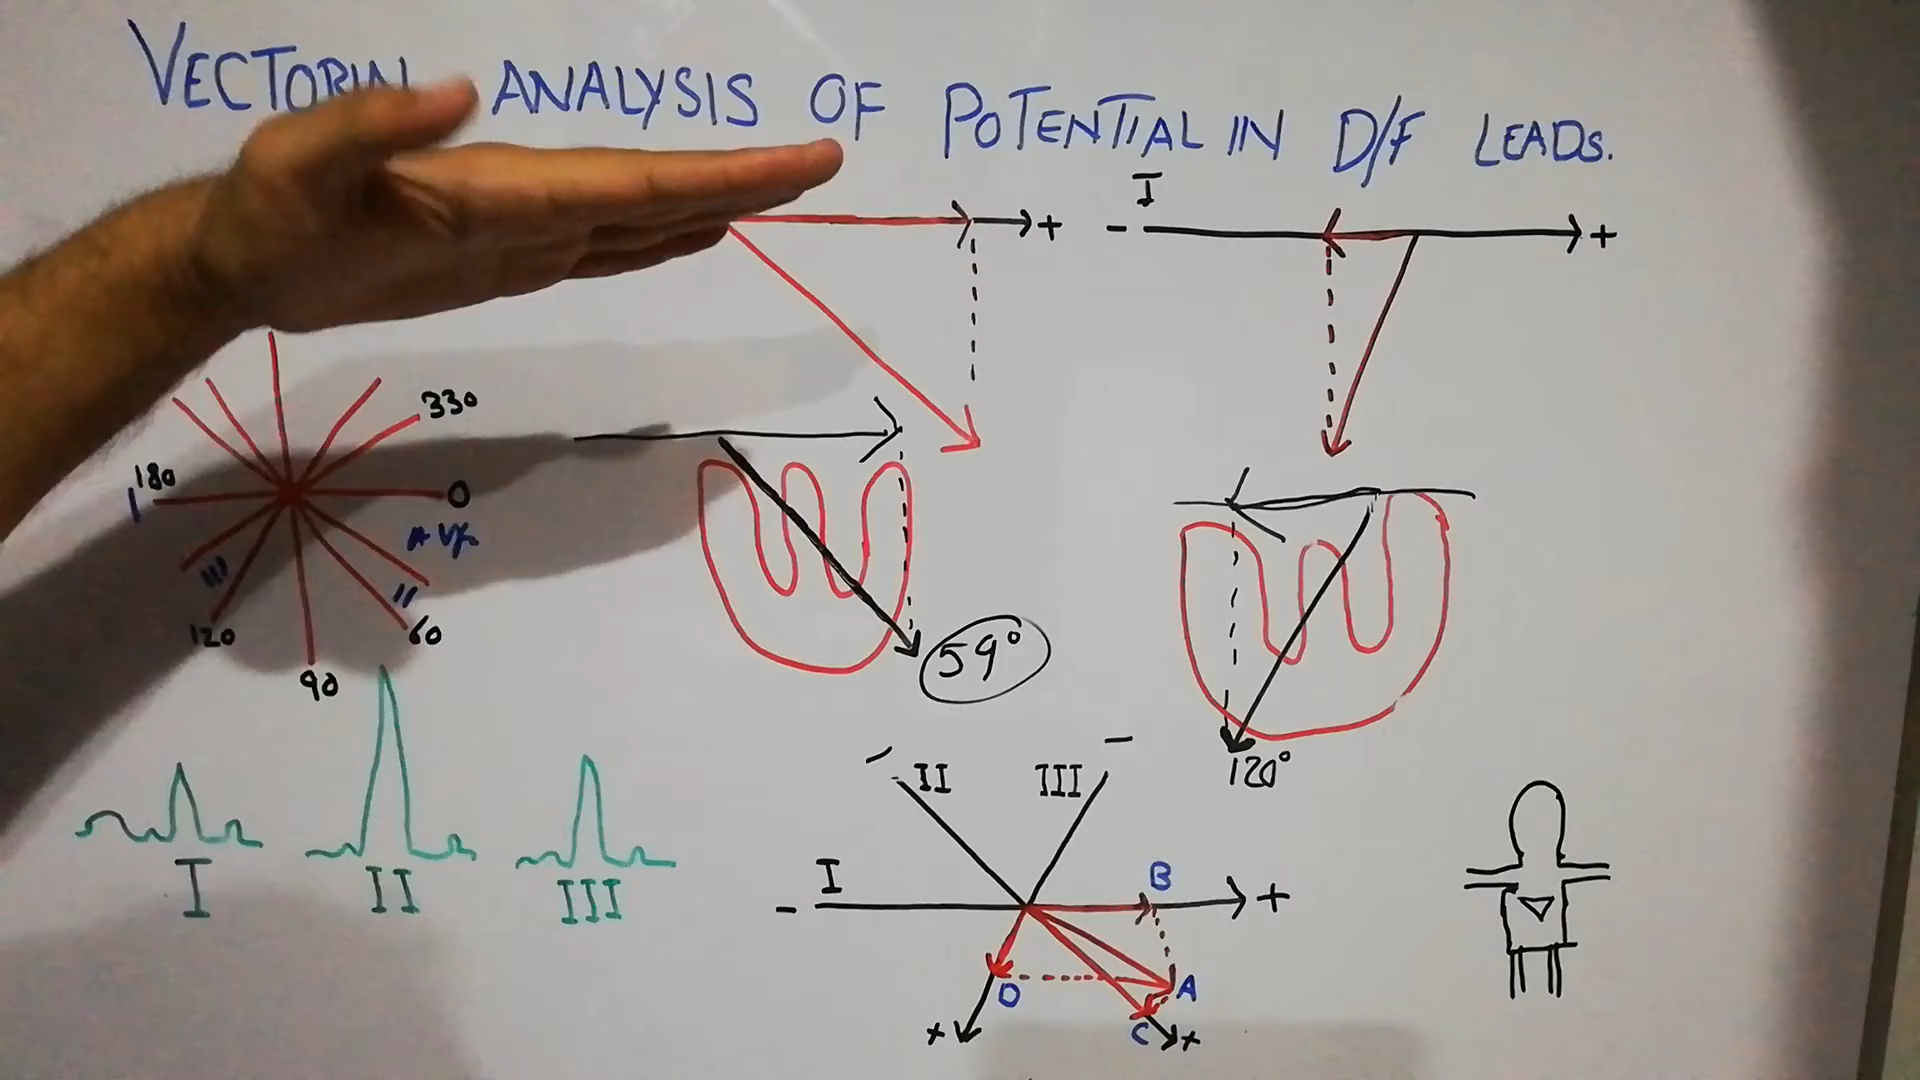 VECTORIAL ANALYSIS OF POTENTIAL IN D/F LEADS.
+
I
- +
330
180
0
I
AVF
III
II
120
60
90
59°
120°
- -
II III
I
- +
B
D
A
C
+ +
I II III